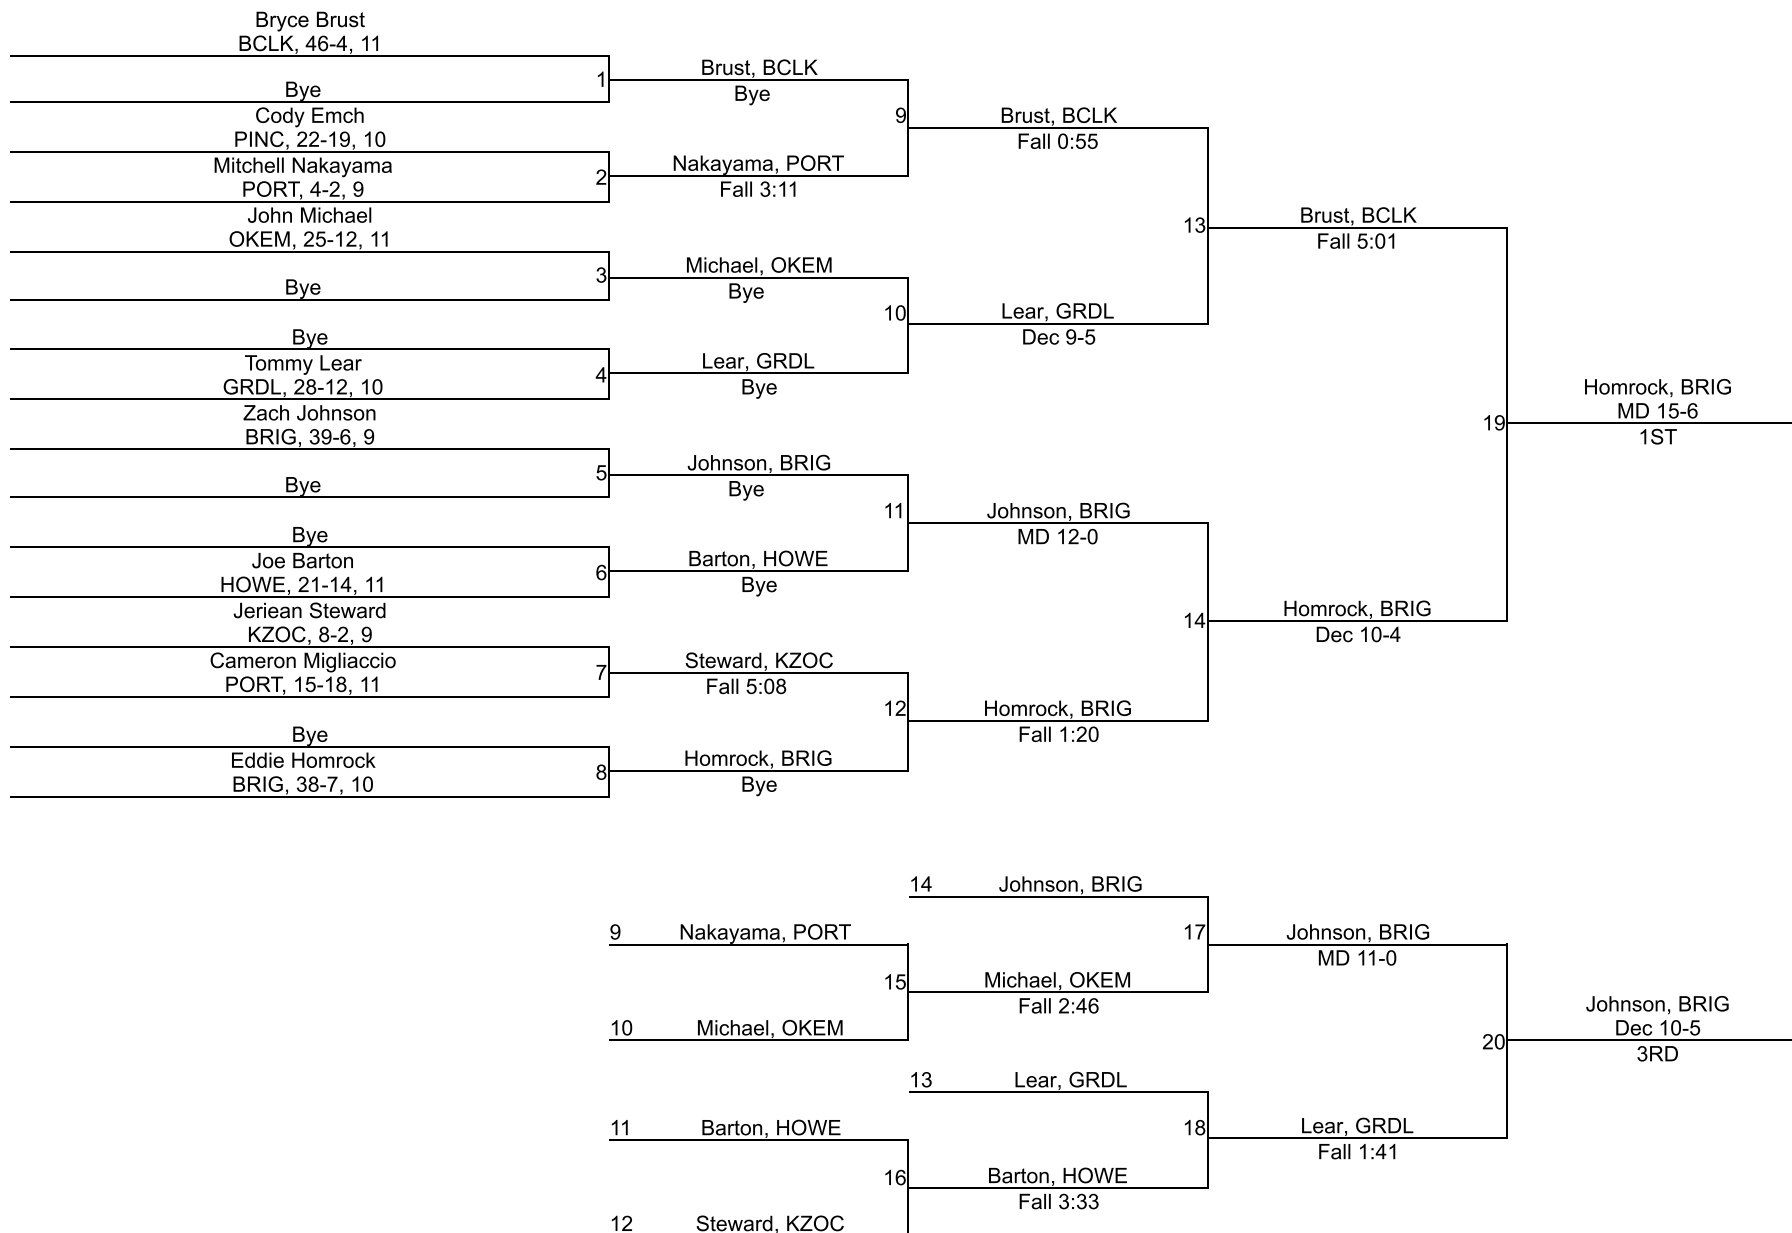 Bryce Brust
BCLK, 46-4, 11
Bye
1
Cody Emch
PINC, 22-19, 10
Mitchell Nakayama
PORT, 4-2, 9
2
John Michael
OKEM, 25-12, 11
Bye
3
Bye
Tommy Lear
GRDL, 28-12, 10
4
Zach Johnson
BRIG, 39-6, 9
Bye
5
Bye
Joe Barton
HOWE, 21-14, 11
6
Jeriean Steward
KZOC, 8-2, 9
Cameron Migliaccio
PORT, 15-18, 11
7
Bye
Eddie Homrock
BRIG, 38-7, 10
8
Brust, BCLK
Bye
9
Nakayama, PORT
Fall 3:11
Michael, OKEM
Bye
10
Lear, GRDL
Bye
Johnson, BRIG
Bye
11
Barton, HOWE
Bye
Steward, KZOC
Fall 5:08
12
Homrock, BRIG
Bye
Brust, BCLK
Fall 0:55
13
Lear, GRDL
Dec 9-5
Johnson, BRIG
MD 12-0
14
Homrock, BRIG
Fall 1:20
Brust, BCLK
Fall 5:01
19
Homrock, BRIG
Dec 10-4
Homrock, BRIG
MD 15-6
1ST
9 Nakayama, PORT
15
10 Michael, OKEM
11 Barton, HOWE
16
12 Steward, KZOC
14 Johnson, BRIG
17
Michael, OKEM
Fall 2:46
13 Lear, GRDL
18
Barton, HOWE
Fall 3:33
Johnson, BRIG
MD 11-0
20
Lear, GRDL
Fall 1:41
Johnson, BRIG
Dec 10-5
3RD